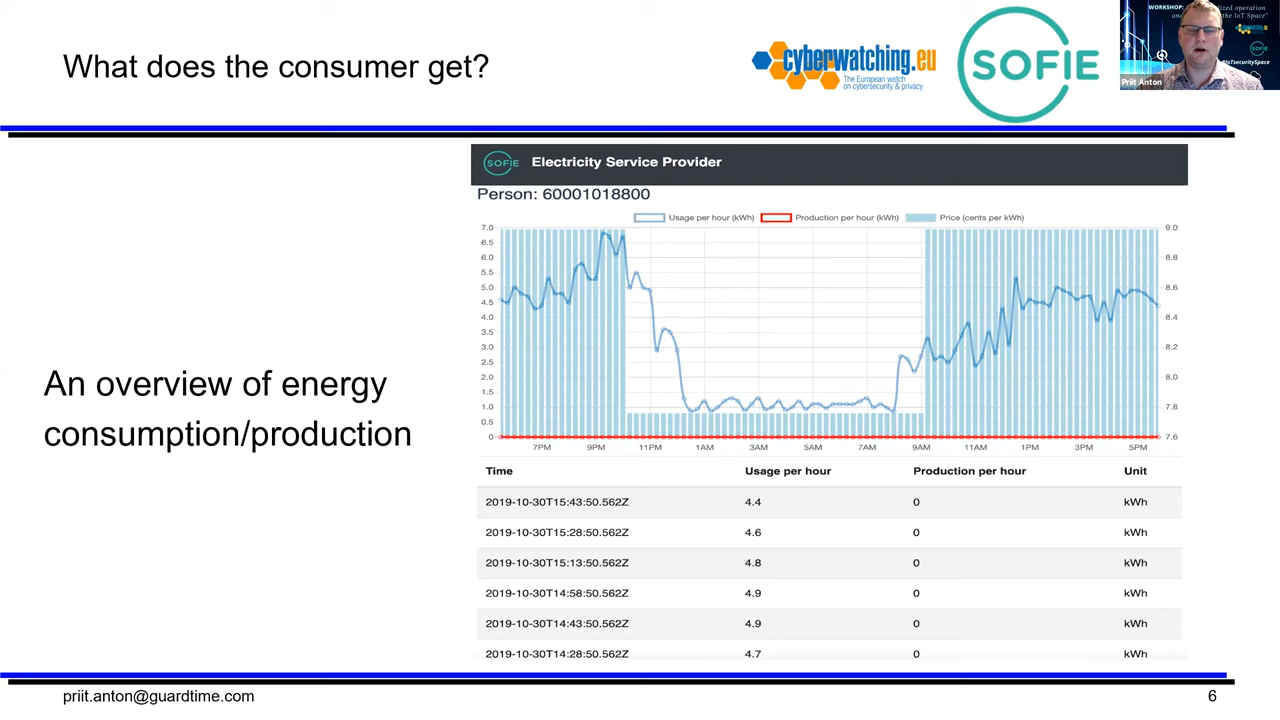 What does the consumer get?
cyberwatching.eu
The European watch
on cybersecurity & privacy
SOFIE
WORKSHOP:
the IoT Space"
#IoTsecuritySpace
Priit Anton
SOFIE Electricity Service Provider
Person: 60001018800
Usage per hour (kWh) Production per hour (kWh) Price (cents per kWh)
7.0 9.0
6.5
6.0 8.8
5.5
5.0 8.6
4.5
4.0 8.4
3.5
3.0 8.2
2.5
2.0 8.0
1.5
1.0 7.8
0.5
0 7.6
7PM 9PM 11PM 1AM 3AM 5AM 7AM 9AM 11AM 1PM 3PM 5PM
An overview of energy
consumption/production
Time Usage per hour Production per hour Unit
2019-10-30T15:43:50.562Z 4.4 0 kWh
2019-10-30T15:28:50.562Z 4.6 0 kWh
2019-10-30T15:13:50.562Z 4.8 0 kWh
2019-10-30T14:58:50.562Z 4.9 0 kWh
2019-10-30T14:43:50.562Z 4.9 0 kWh
2019-10-30T14:28:50.562Z 4.7 0 kWh
priit.anton@guardtime.com 6